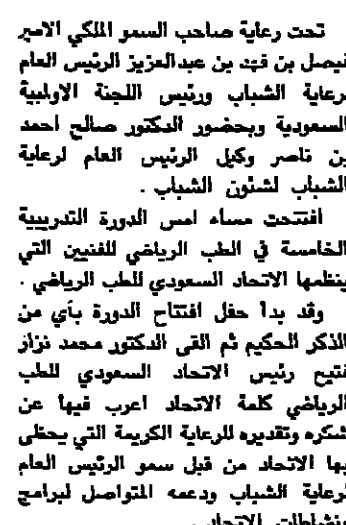 تحت رعاية صاحب السمو الملكي الامير
فيصل بن فهد بن عبدالعزيز الرئيس العام
لرعاية الشباب ورئيس اللجنة الاولمبية
السعودية وبحضور الدكتور صالح احمد
بن ناصر وكيل الرئيس العام لرعاية
الشباب لشئون الشباب .
افتتحت مساء امس الدورة التدريبية
الخامسة في الطب الرياضي للفنيين التي
ينظمها الاتحاد السعودي للطب الرياضي .
وقد بدأ حفل افتتاح الدورة بآي من
الذكر الحكيم ثم القى الدكتور محمد نزار
فتيح رئيس الاتحاد السعودي للطب
الرياضي كلمة الاتحاد اعرب فيها عن
شكره وتقديره للرعاية الكريمة التي يحظى
بها الاتحاد من قبل سمو الرئيس العام
لرعاية الشباب ودعمه المتواصل لبرامج
ونشاطات الاتحاد .